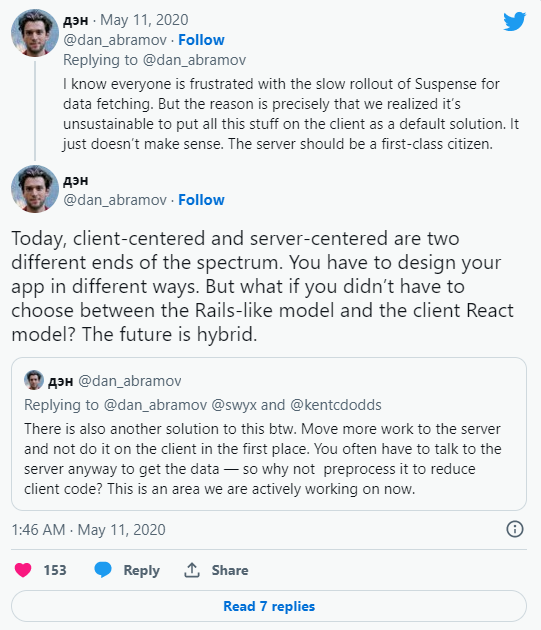 дэн · May 11, 2020
@dan_abramov · Follow
Replying to @dan_abramov
I know everyone is frustrated with the slow rollout of Suspense for
data fetching. But the reason is precisely that we realized it’s
unsustainable to put all this stuff on the client as a default solution. It
just doesn’t make sense. The server should be a first-class citizen.
дэн
@dan_abramov · Follow
Today, client-centered and server-centered are two
different ends of the spectrum. You have to design your
app in different ways. But what if you didn’t have to
choose between the Rails-like model and the client React
model? The future is hybrid.
дэн @dan_abramov
Replying to @dan_abramov @swyx and @kentcdodds
There is also another solution to this btw. Move more work to the server
and not do it on the client in the first place. You often have to talk to the
server anyway to get the data — so why not  preprocess it to reduce
client code? This is an area we are actively working on now.
1:46 AM · May 11, 2020
153 Reply Share
Read 7 replies